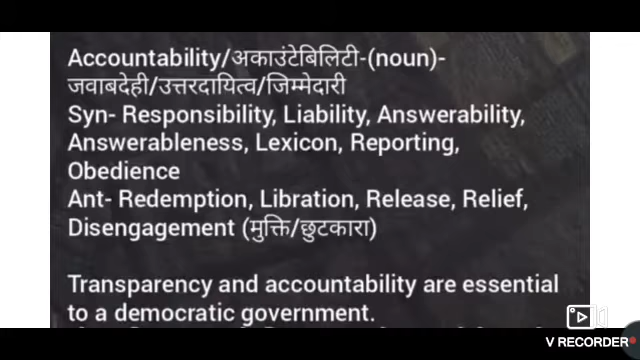 Accountability/अकाउंटेबिलिटी-(noun)-
जवाबदेही/उत्तरदायित्व/जिम्मेदारी
Syn- Responsibility, Liability, Answerability,
Answerableness, Lexicon, Reporting,
Obedience
Ant- Redemption, Libration, Release, Relief,
Disengagement (मुक्ति/छुटकारा)
Transparency and accountability are essential
to a democratic government.
V RECORDER